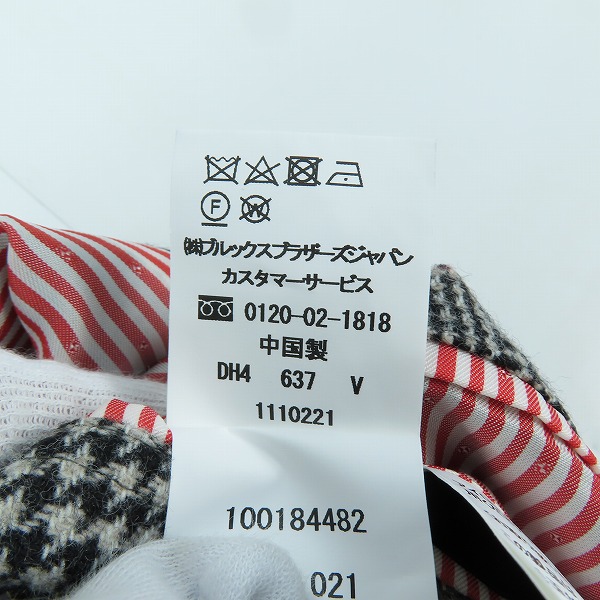 F W
㈱ブルックスブラザーズジャパン
カスタマーサービス
0120-02-1818
中国製
DH4 637 V
1110221
100184482
021